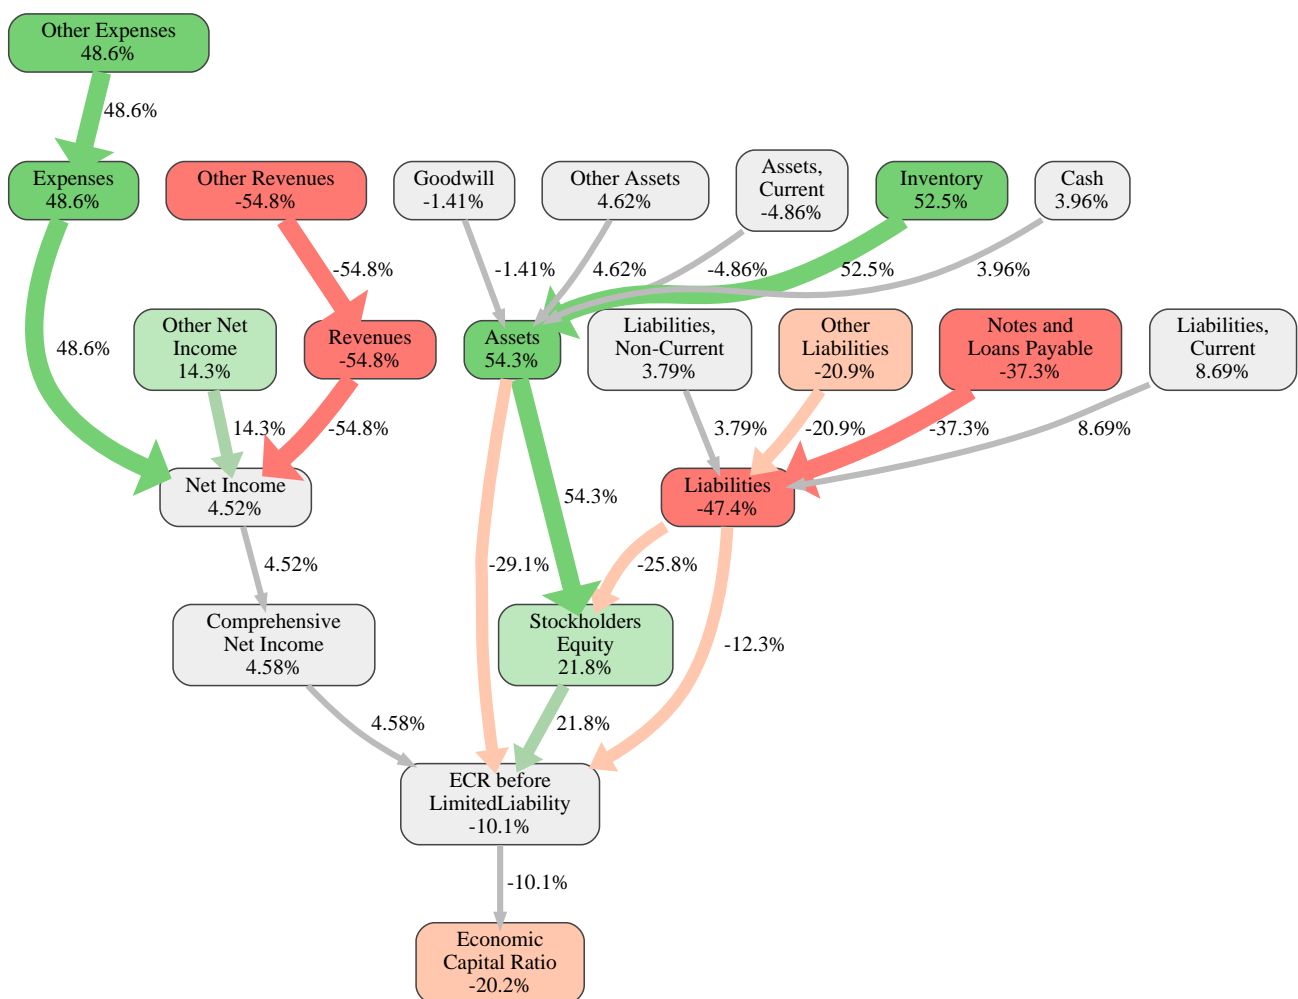 Other Expenses
48.6%
48.6%
Expenses
48.6%
Other Revenues
-54.8%
Goodwill
-1.41%
Other Assets
4.62%
Assets,
Current
-4.86%
Inventory
52.5%
Cash
3.96%
-54.8%
-1.41%
4.62%
-4.86%
52.5%
3.96%
48.6%
Other Net
Income
14.3%
Revenues
-54.8%
Assets
54.3%
Liabilities,
Non-Current
3.79%
Other
Liabilities
-20.9%
Notes and
Loans Payable
-37.3%
Liabilities,
Current
8.69%
14.3%
-54.8%
3.79%
-20.9%
-37.3%
8.69%
Net Income
4.52%
54.3%
Liabilities
-47.4%
4.52%
-29.1%
-25.8%
Comprehensive
Net Income
4.58%
Stockholders
Equity
21.8%
-12.3%
4.58%
21.8%
ECR before
LimitedLiability
-10.1%
-10.1%
Economic
Capital Ratio
-20.2%